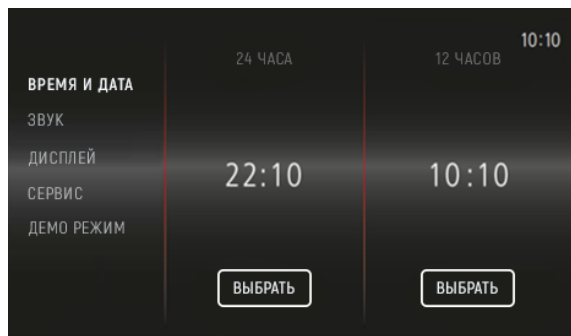 10:10
24 ЧАСА
12 ЧАСОВ
ВРЕМЯ И ДАТА
ЗВУК
ДИСПЛЕЙ
СЕРВИС
ДЕМО РЕЖИМ
22:10
10:10
ВЫБРАТЬ
ВЫБРАТЬ